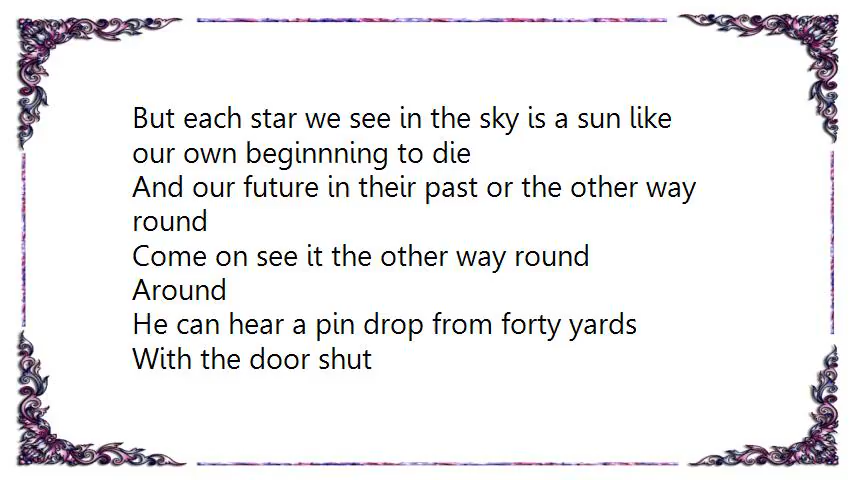 But each star we see in the sky is a sun like
our own beginnning to die
And our future in their past or the other way
round
Come on see it the other way round
Around
He can hear a pin drop from forty yards
With the door shut